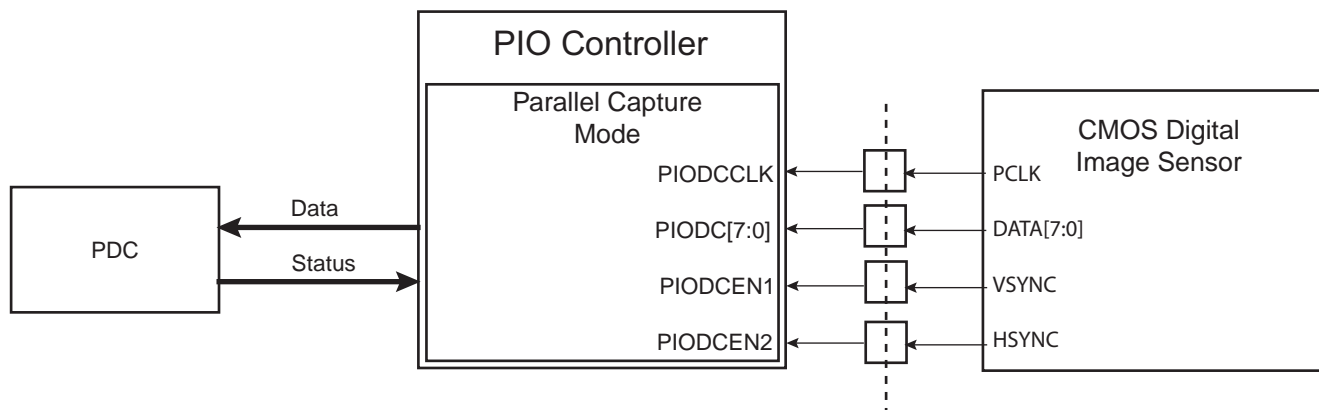 PIO Controller
Parallel Capture
Mode
CMOS Digital
Image Sensor
PIODCCLK
PCLK
Data
PIODC[7:0]
DATA[7:0]
PDC
Status
PIODCEN1
VSYNC
PIODCEN2
HSYNC